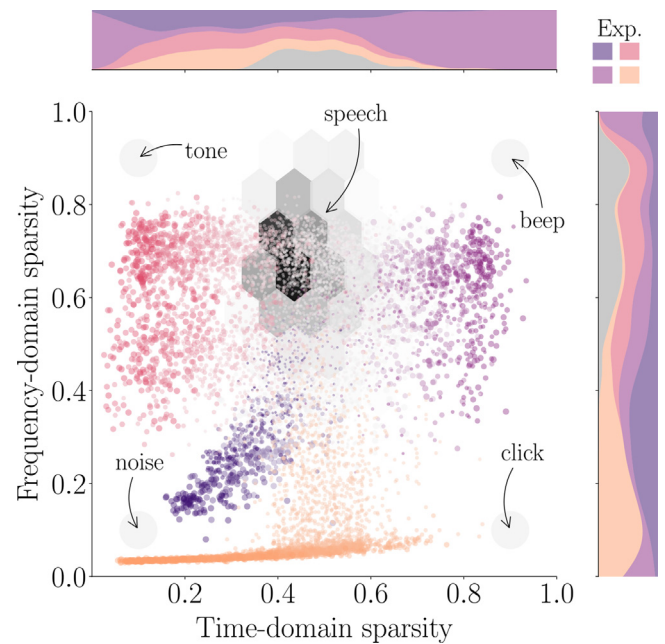 Exp.
1.0
0.8
0.6
0.4
0.2
0.0
Frequency-domain sparsity
speech
tone
beep
noise
click
0.2
0.4
0.6
0.8
1.0
Time-domain sparsity